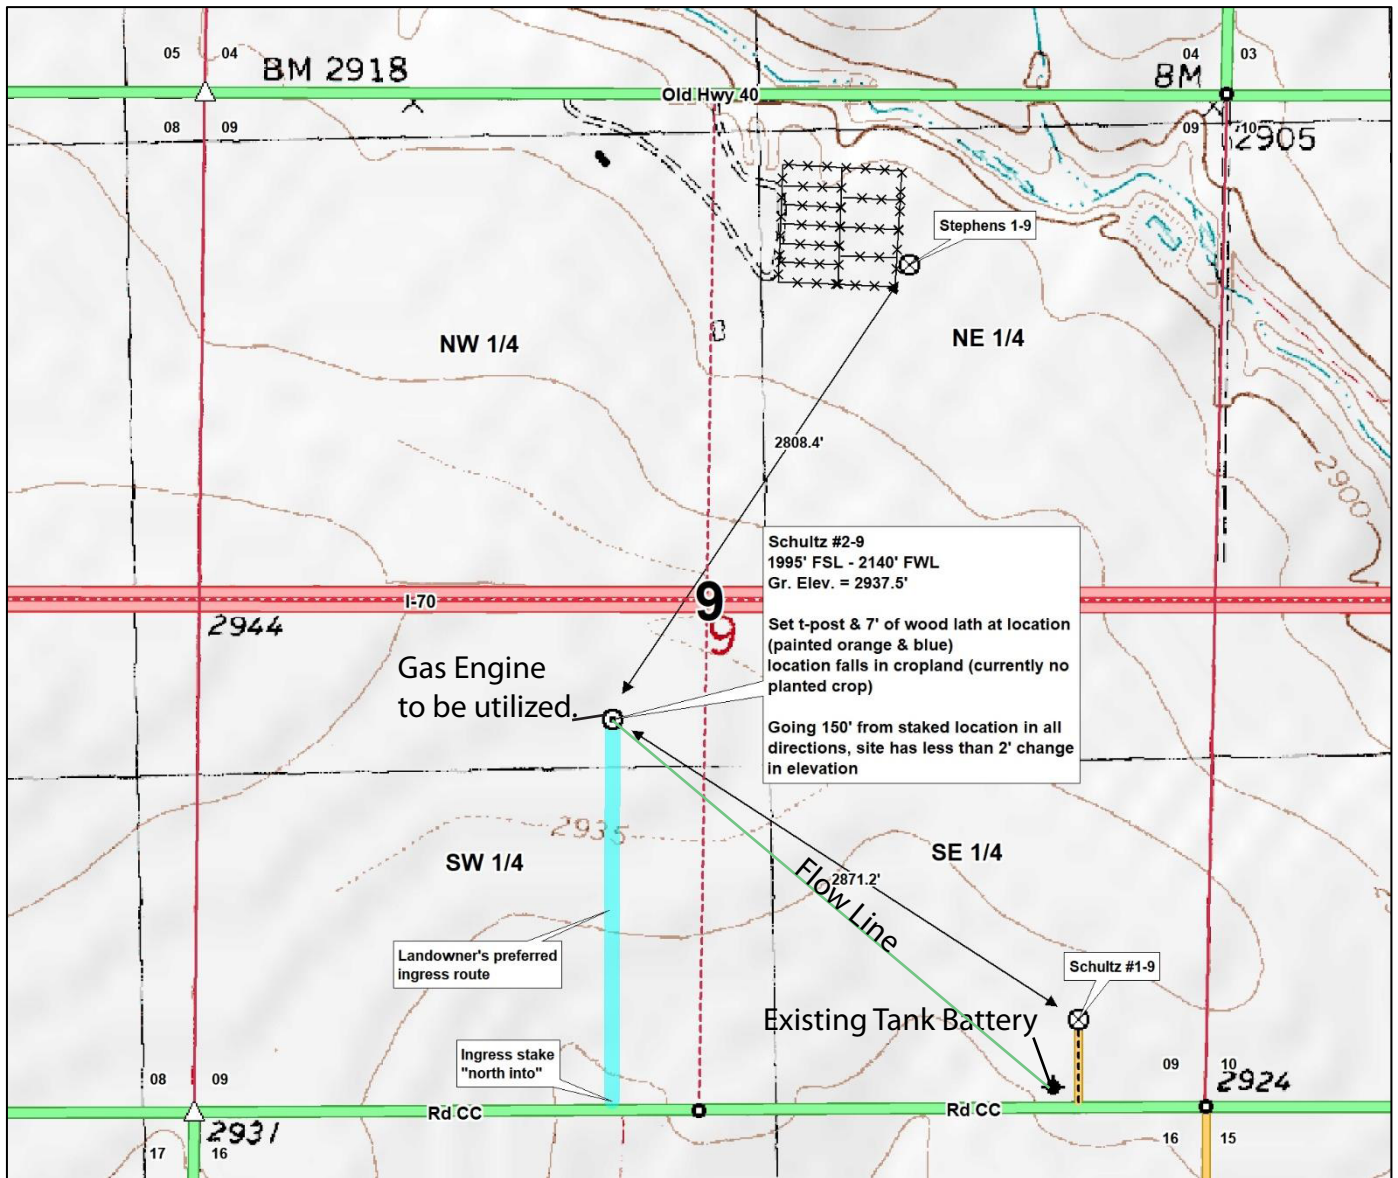 05 04
04 03
BM 2918
BM
Old Hwy 40
08 09
09 10
2905
Stephens 1-9
NW 1/4
NE 1/4
2808.4'
2900
Schultz #2-9
1995' FSL - 2140' FWL
Gr. Elev. = 2937.5'
Set t-post & 7' of wood lath at location
(painted orange & blue)
location falls in cropland (currently no
planted crop)
Going 150' from staked location in all
directions, site has less than 2' change
in elevation
I-70
9
9
2944
Gas Engine
to be utilized.
2935
SW 1/4
SE 1/4
2871.2'
Flow Line
Landowner's preferred
ingress route
Schultz #1-9
Existing Tank Battery
Ingress stake
"north into"
08 09
09 10
2924
Rd CC
Rd CC
2931
17 16
16 15